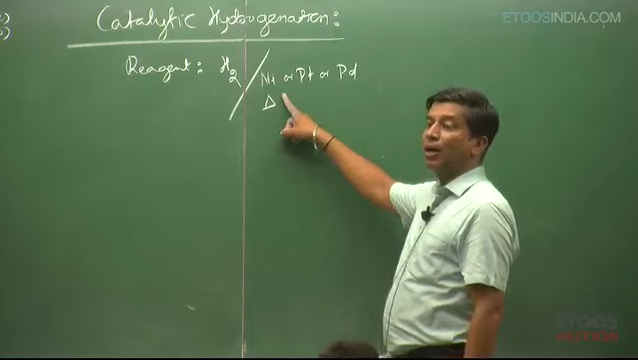 ETOOSINDIA.COM
Catalytic Hydrogenation:
Reagent: H2 / Ni or Pt or Pd
Δ